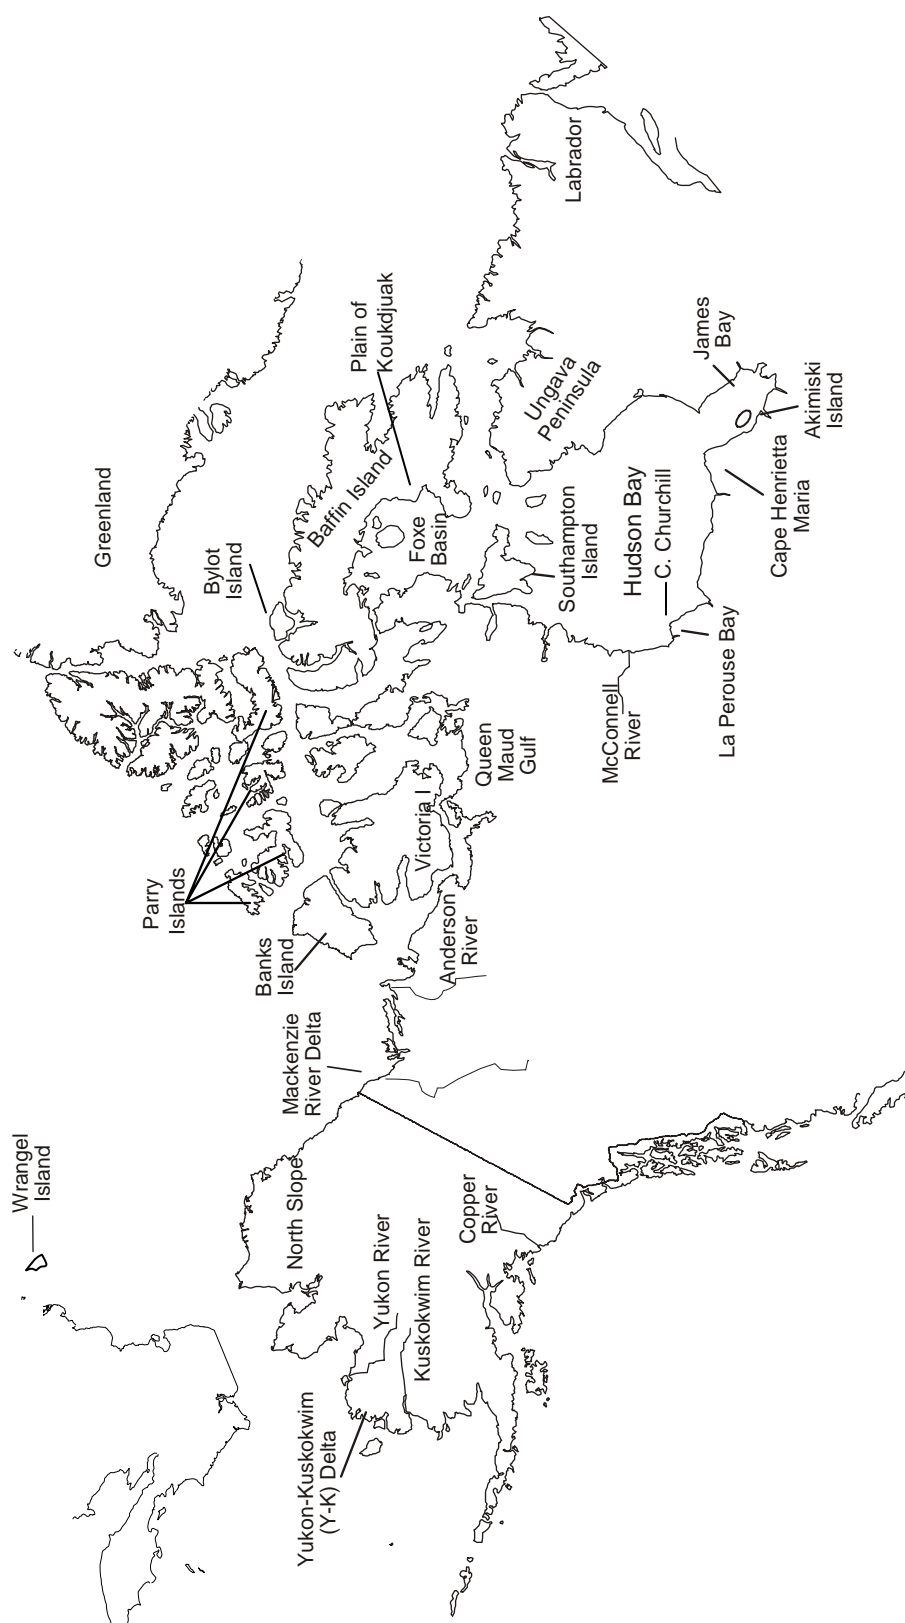 Wrangel
Island
Greenland
Parry
Islands
Bylot
Island
Banks
Island
Baffin Island
Plain of
Koukdjuak
Mackenzie
River Delta
North Slope
Yukon-Kuskokwim
(Y-K) Delta
Yukon River
Kuskokwim River
Copper
River
Anderson
River
Victoria I
Queen
Maud
Gulf
Foxe
Basin
Southampton
Island
Ungava
Peninsula
Labrador
Hudson Bay
C. Churchill
McConnell
River
La Perouse Bay
Cape Henrietta
Maria
James
Bay
Akimiski
Island